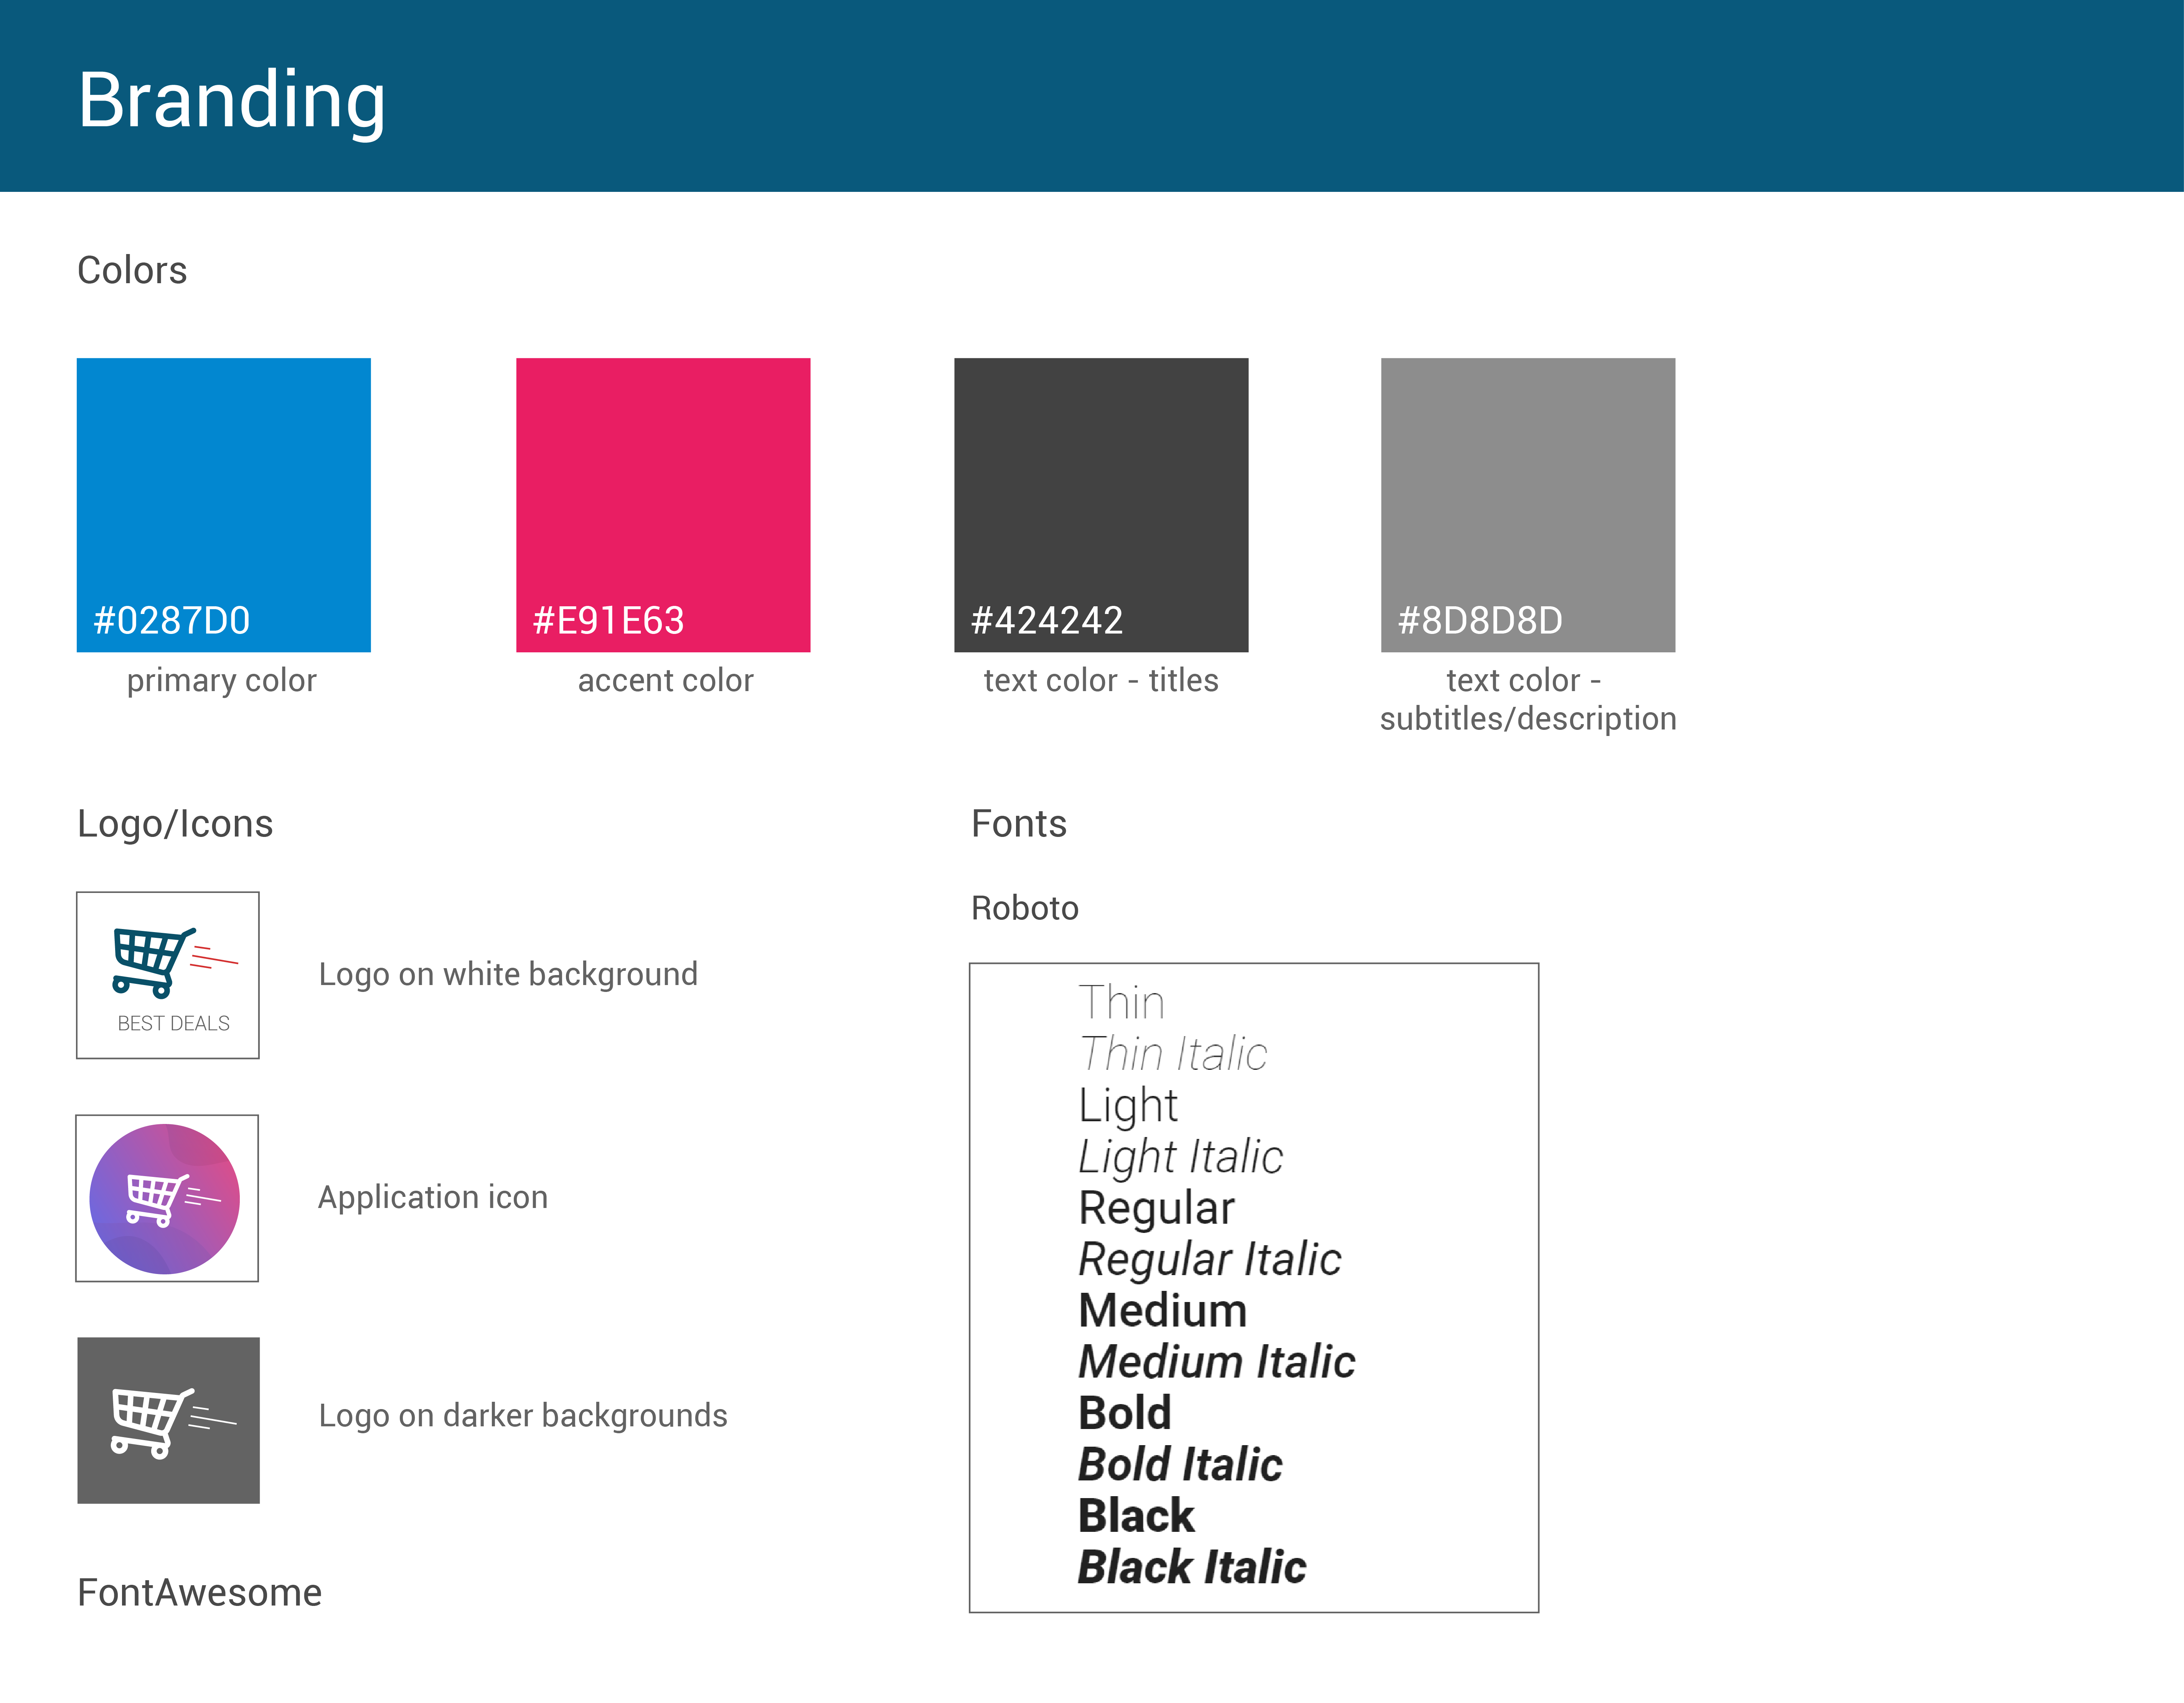 Branding
Colors
#0287D0
#E91E63
#424242
#8D8D8D
primary color
accent color
text color - titles
text color -
subtitles/description
Logo/Icons
BEST DEALS
Logo on white background
Application icon
Logo on darker backgrounds
FontAwesome
Fonts
Roboto
Thin
Thin Italic
Light
Light Italic
Regular
Regular Italic
Medium
Medium Italic
Bold
Bold Italic
Black
Black Italic